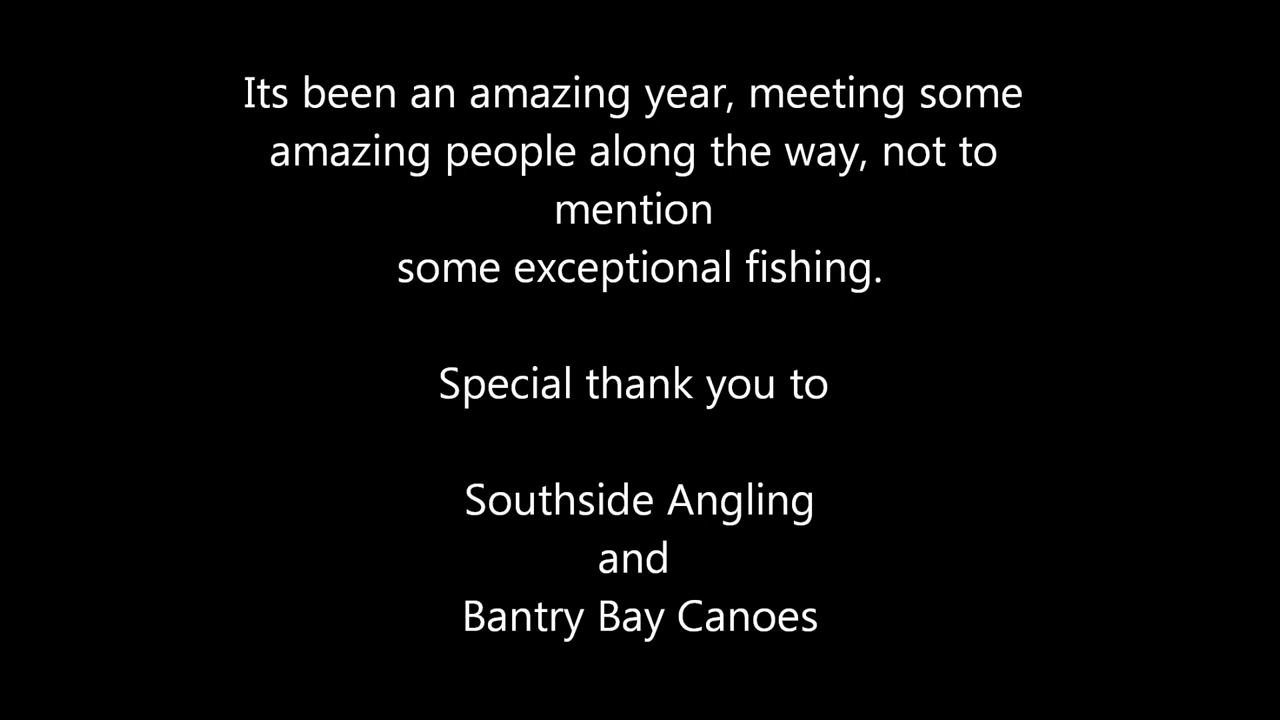 Its been an amazing year, meeting some
amazing people along the way, not to
mention
some exceptional fishing.
Special thank you to
Southside Angling
and
Bantry Bay Canoes